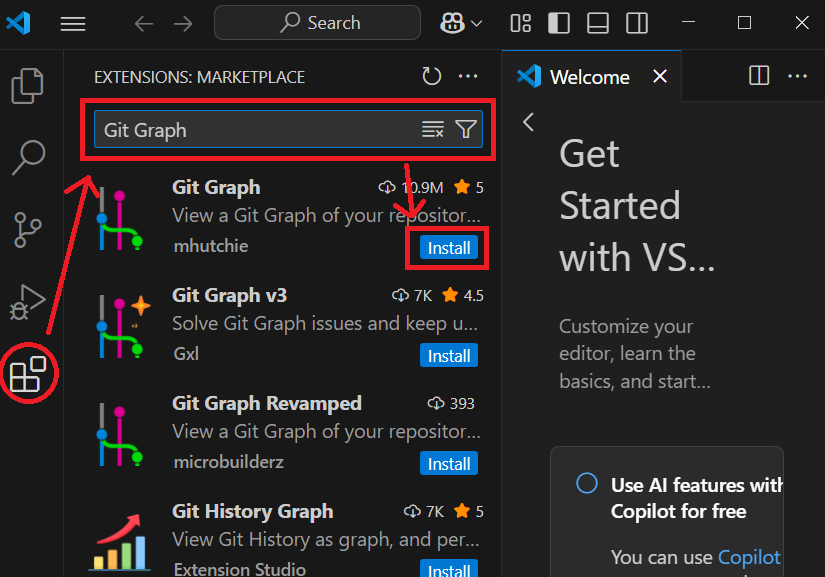 Search
EXTENSIONS: MARKETPLACE
Git Graph
Git Graph 10.9M 5
View a Git Graph of your repositor...
mhutchie Install
Git Graph v3 7K 4.5
Solve Git Graph issues and keep u...
Gxl Install
Git Graph Revamped 393
View a Git Graph of your repositor...
microbuilderz Install
Git History Graph 7K 5
View Git History as graph, and per...
Extension Studio Install
Welcome
Get
Started
with VS...
Customize your
editor, learn the
basics, and start...
Use AI features with
Copilot for free
You can use Copilot